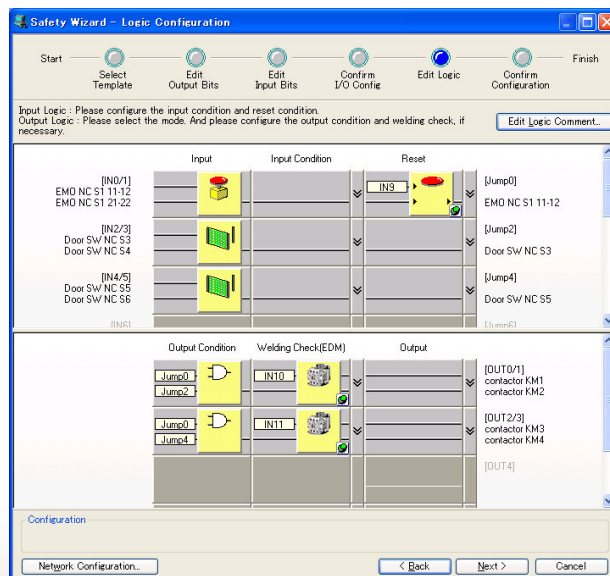 Safety Wizard - Logic Configuration
Start
Select Template
Edit Output Bits
Edit Input Bits
Confirm I/O Config
Edit Logic
Confirm Configuration
Finish
Input Logic : Please configure the input condition and reset condition.
Output Logic : Please select the mode. And please configure the output condition and welding check, if
necessary.
Edit Logic Comment...
Input
Input Condition
Reset
[IN0/1]
EMO NC S1 11-12
EMO NC S1 21-22
IN9
[Jump0]
EMO NC S1 11-12
[IN2/3]
Door SW NC S3
Door SW NC S4
[Jump2]
Door SW NC S3
[IN4/5]
Door SW NC S5
Door SW NC S6
[Jump4]
Door SW NC S5
[IN6]
[Jump6]
Output Condition
Welding Check(EDM)
Output
Jump0
Jump2
IN10
[OUT0/1]
contactor KM1
contactor KM2
Jump0
Jump4
IN11
[OUT2/3]
contactor KM3
contactor KM4
[OUT4]
Configuration
Network Configuration...
< Back
Next >
Cancel